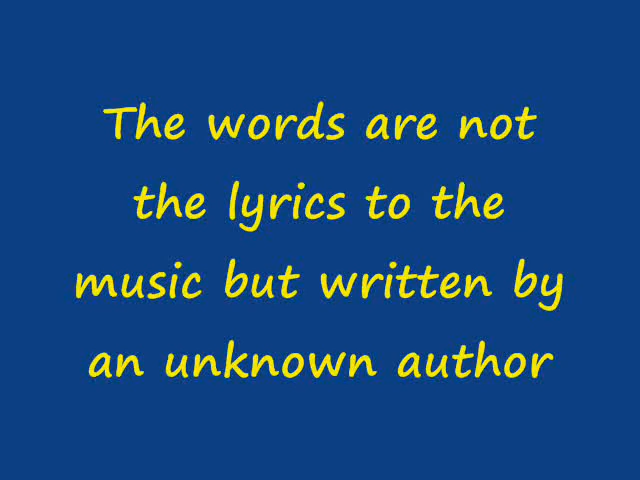 The words are not
the lyrics to the
music but written by
an unknown author